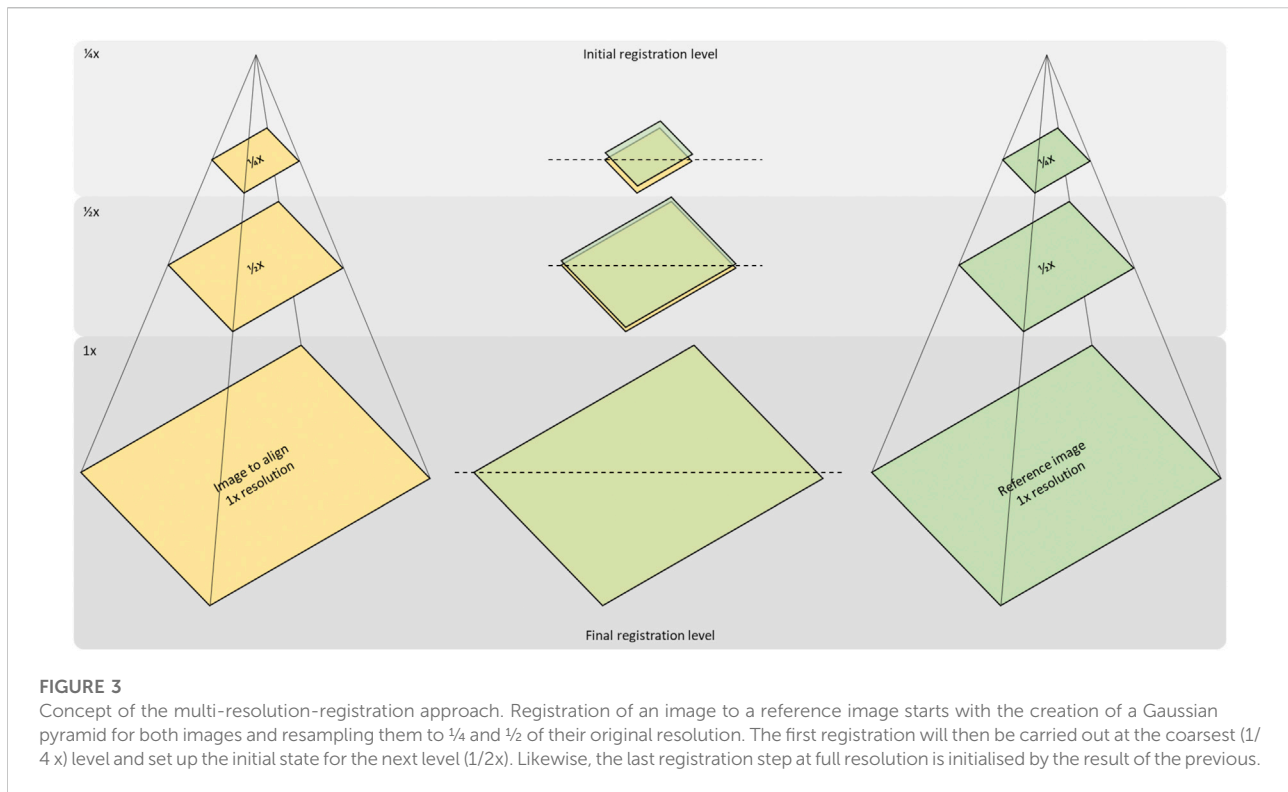 ¼x
Initial registration level
¼x
¼x
½x
½x
½x
1x
Image to align
1x resolution
Reference image
1x resolution
Final registration level
FIGURE 3
Concept of the multi-resolution-registration approach. Registration of an image to a reference image starts with the creation of a Gaussian
pyramid for both images and resampling them to ¼ and ½ of their original resolution. The first registration will then be carried out at the coarsest (1/
4 x) level and set up the initial state for the next level (1/2x). Likewise, the last registration step at full resolution is initialised by the result of the previous.